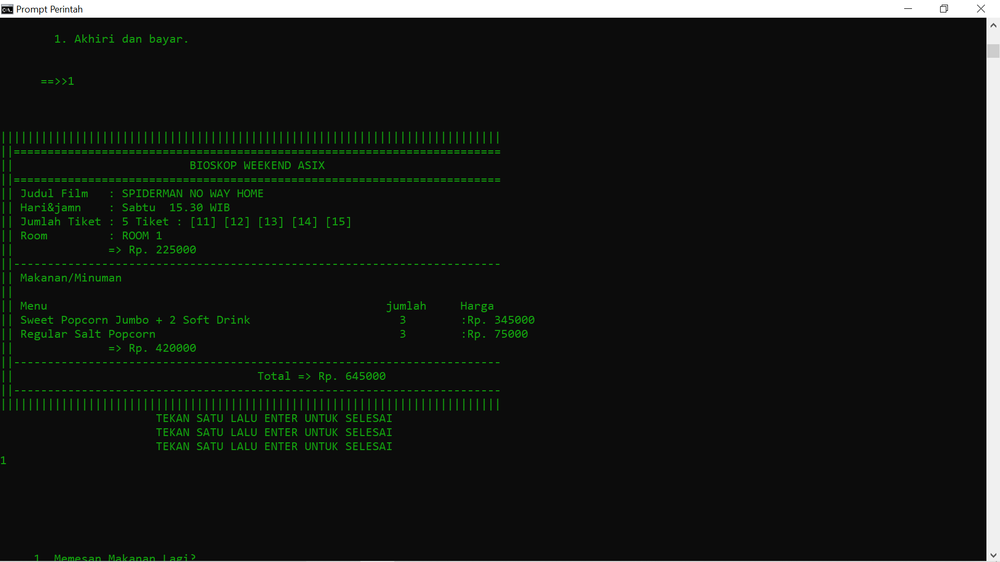 Prompt Perintah
1. Akhiri dan bayar.
==>>1
||||||||||||||||||||||||||||||||||||||||||||||||||||||||||||||||||||||||||
||========================================================================
|| BIOSKOP WEEKEND ASIX
||========================================================================
|| Judul Film : SPIDERMAN NO WAY HOME
|| Hari&jamn : Sabtu 15.30 WIB
|| Jumlah Tiket : 5 Tiket : [11] [12] [13] [14] [15]
|| Room : ROOM 1
|| => Rp. 225000
||------------------------------------------------------------------------
|| Makanan/Minuman
||
|| Menu jumlah Harga
|| Sweet Popcorn Jumbo + 2 Soft Drink 3 :Rp. 345000
|| Regular Salt Popcorn 3 :Rp. 75000
|| => Rp. 420000
||------------------------------------------------------------------------
|| Total => Rp. 645000
||------------------------------------------------------------------------
||||||||||||||||||||||||||||||||||||||||||||||||||||||||||||||||||||||||||
TEKAN SATU LALU ENTER UNTUK SELESAI
TEKAN SATU LALU ENTER UNTUK SELESAI
TEKAN SATU LALU ENTER UNTUK SELESAI
1
1. Memesan Makanan Lagi?